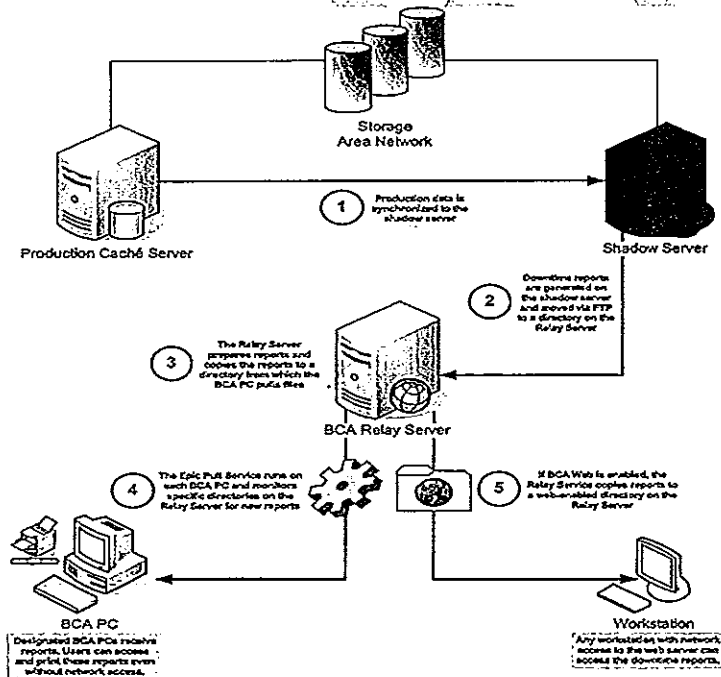 Storage
Area Network
Production Caché Server
1
Production data is
synchronized to the
shadow server
Shadow Server
2
Downtime reports
are generated on
the shadow server
and moved via FTP
to a directory on the
Relay Server
3
The Relay Server
prepares reports and
copies the reports to a
directory from which the
BCA PC pulls files
BCA Relay Server
4
The Epic Pull Service runs on
each BCA PC and monitors
specific directories on the
Relay Server for new reports
5
If BCA Web is enabled, the
Relay Service copies reports to
a web-enabled directory on the
Relay Server
BCA PC
Designated BCA PCs receive
reports. Users can access
and print these reports even
without network access.
Workstation
Any workstation with network
access to the web server can
access the downtime reports.